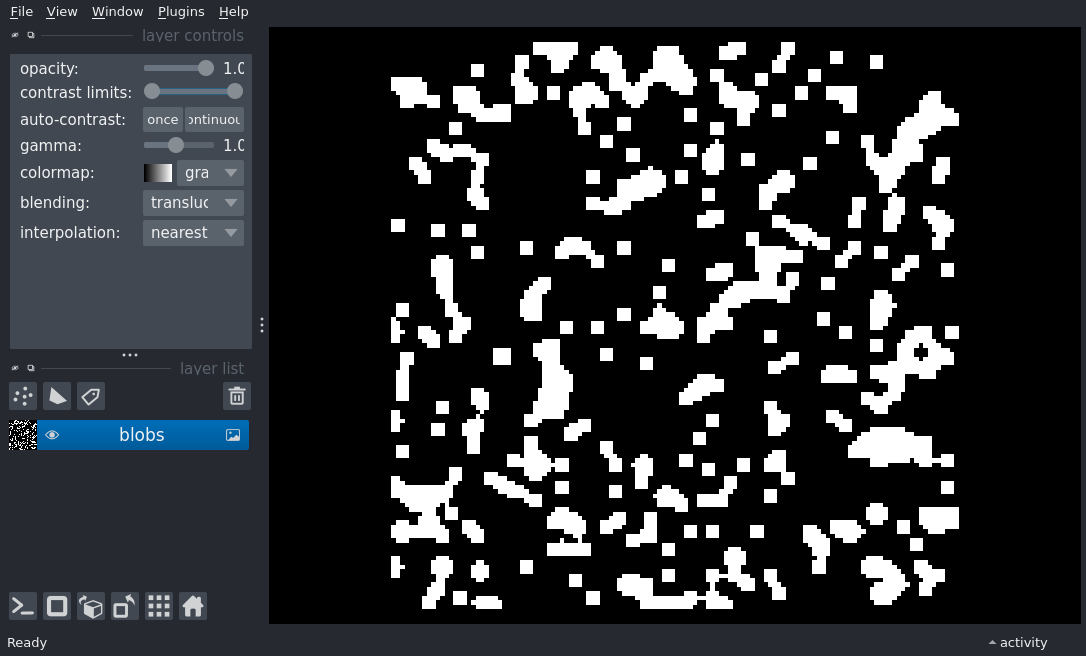 File View Window Plugins Help
layer controls
opacity: 1.0
contrast limits:
auto-contrast: once ontinuou
gamma: 1.0
colormap: gra
blending: transluc
interpolation: nearest
layer list
blobs
Ready
activity